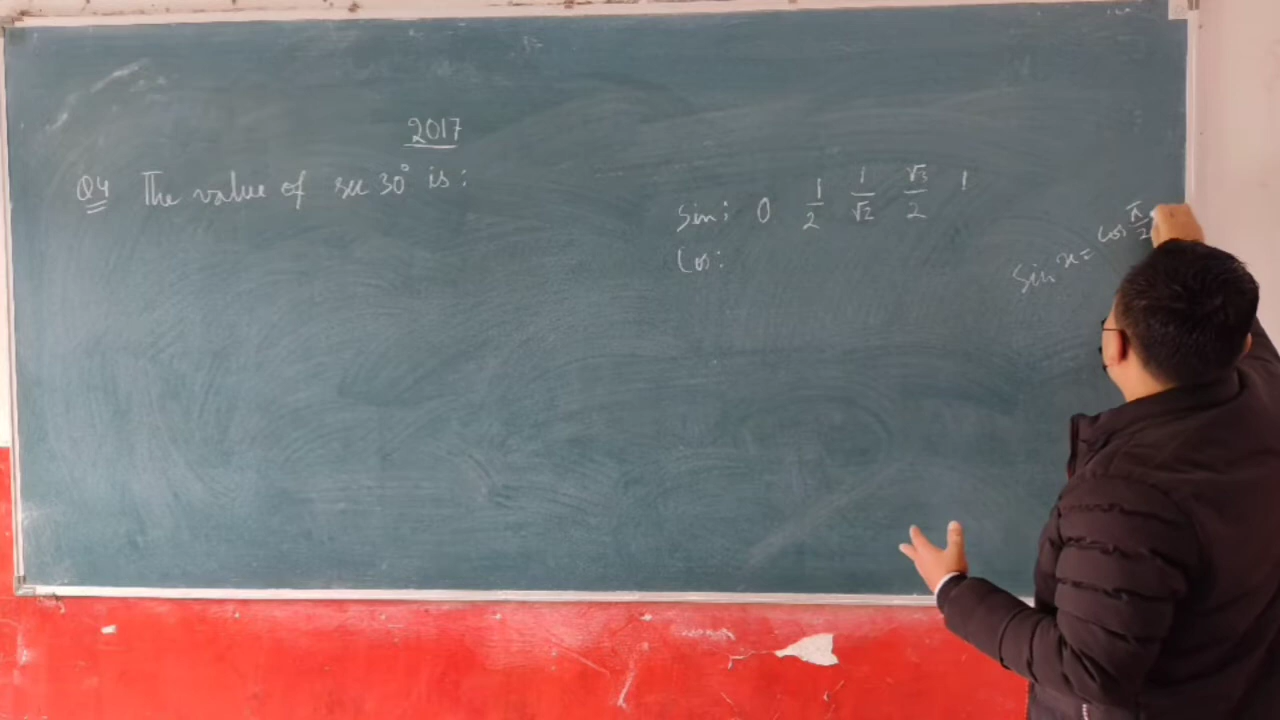 2017
Q4 The value of sec 30° is:
Sin: 0 1/2 1/√2 √3/2 1
Cos:
Sin x = cos π/2